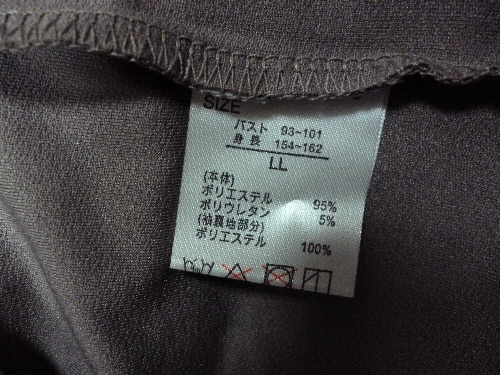 SIZE
バスト 93~101
身長 154~162
LL
(本体)
ポリエステル 95%
ポリウレタン 5%
(袖裏地部分)
ポリエステル 100%